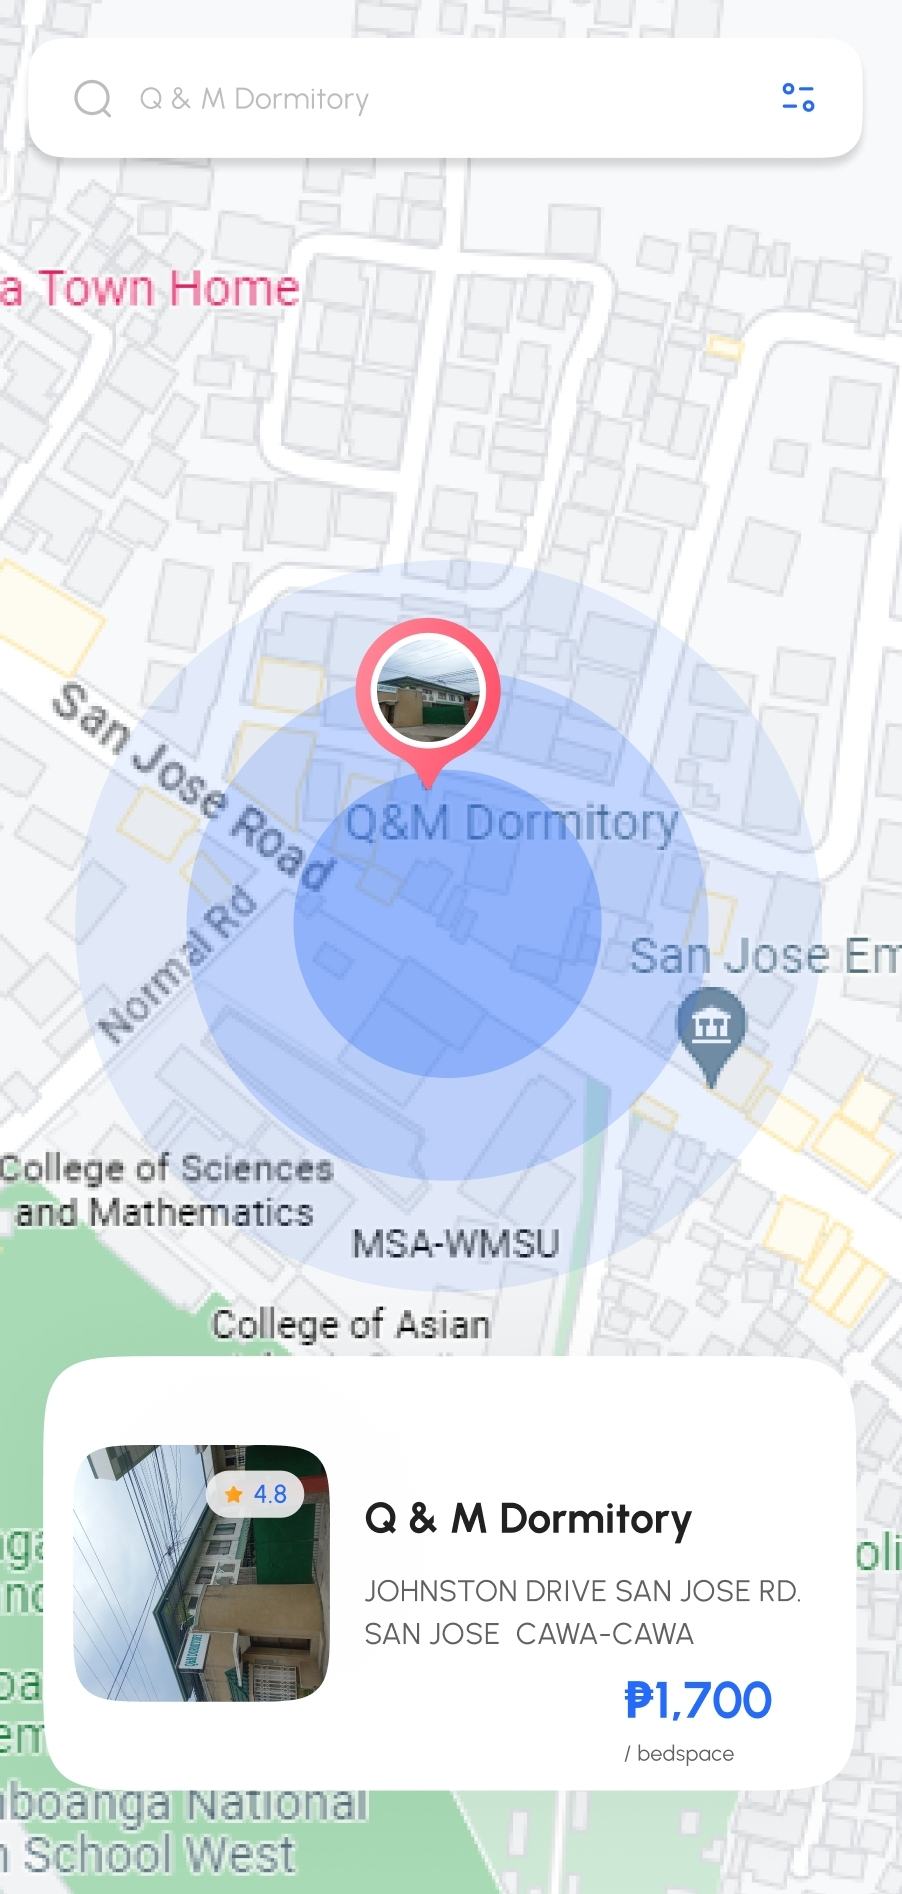 Q & M Dormitory
a Town Home
San Jose Road
Q&M Dormitory
Normal Rd
San Jose Em
College of Sciences
and Mathematics
MSA-WMSU
College of Asian
4.8
Q & M Dormitory
JOHNSTON DRIVE SAN JOSE RD.
SAN JOSE CAWA-CAWA
₱1,700
/ bedspace
oli
boanga National
School West